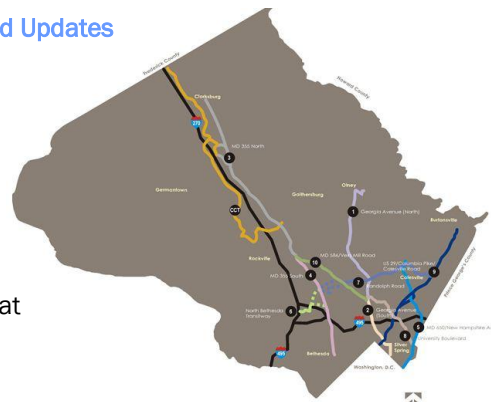 d Updates
Frederick County
Clarksburg
Howard County
270
3
MD 355 North
Germantown
Gaithersburg
Olney
1
Georgia Avenue (North)
Burtonsville
CCT
Rockville
10
MD 586/Veirs Mill Road
US 29/Columbia Pike/
Colesville Road
MD 355 South
4
Colesville
9
7
Randolph Road
Prince George's County
at
North Bethesda
Transitway
6
2
Georgia Avenue
495
5
MD 650/New Hampshire A
8
University Boulevard
Silver
Spring
495
Bethesda
Washington, D.C.